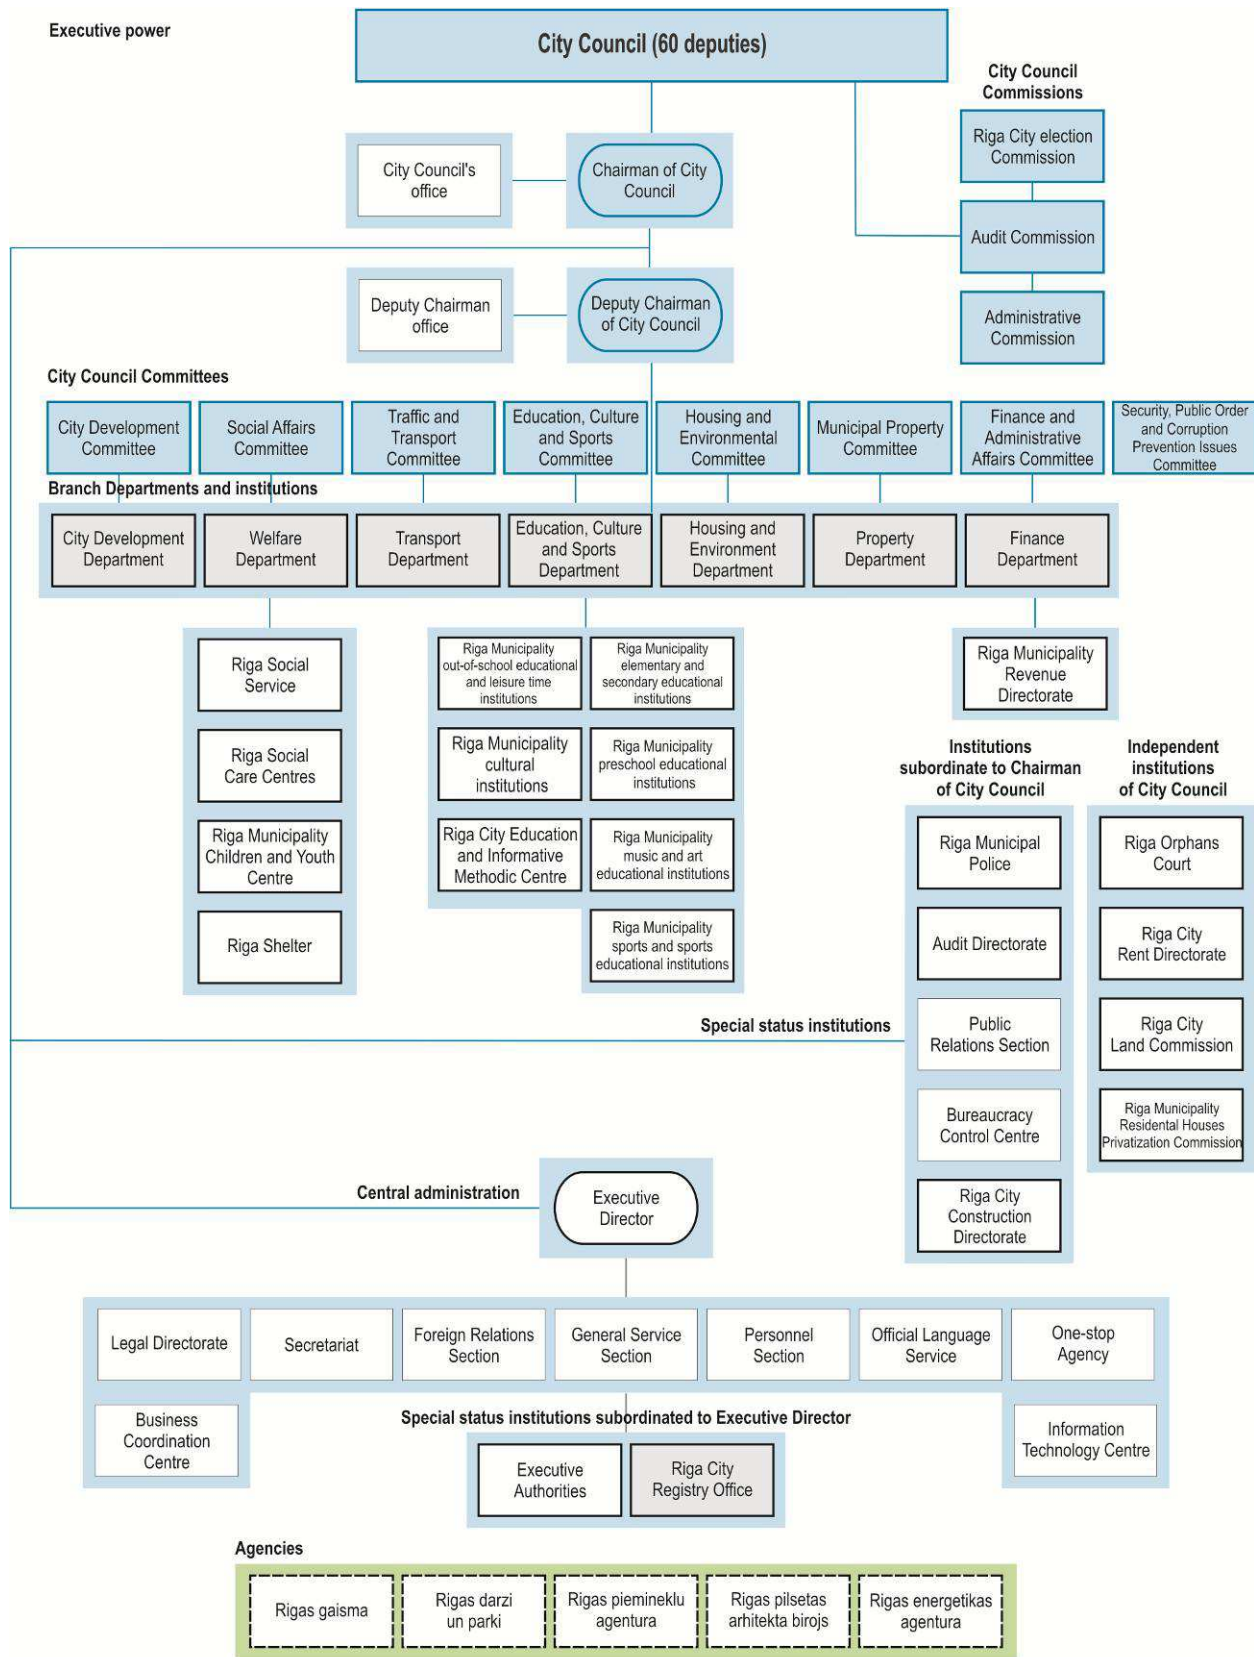 Executive power
City Council (60 deputies)
City Council
Commissions
Riga City election
Commission
City Council's
office
Chairman of City
Council
Audit Commission
Deputy Chairman
office
Deputy Chairman
of City Council
Administrative
Commission
City Council Committees
City Development
Committee
Social Affairs
Committee
Traffic and
Transport
Committee
Education, Culture
and Sports
Committee
Housing and
Environmental
Committee
Municipal Property
Committee
Finance and
Administrative
Affairs Committee
Security, Public Order
and Corruption
Prevention Issues
Committee
Branch Departments and institutions
City Development
Department
Welfare
Department
Transport
Department
Education, Culture
and Sports
Department
Housing and
Environment
Department
Property
Department
Finance
Department
Riga Social
Service
Riga Social
Care Centres
Riga Municipality
Children and Youth
Centre
Riga Shelter
Riga Municipality
out-of-school educational
and leisure time
institutions
Riga Municipality
elementary and
secondary educational
institutions
Riga Municipality
cultural
institutions
Riga Municipality
preschool educational
institutions
Riga City Education
and Informative
Methodic Centre
Riga Municipality
music and art
educational institutions
Riga Municipality
sports and sports
educational institutions
Riga Municipality
Revenue
Directorate
Institutions
subordinate to Chairman
of City Council
Independent
institutions
of City Council
Riga Municipal
Police
Audit Directorate
Public
Relations Section
Bureaucracy
Control Centre
Riga City
Construction
Directorate
Riga Orphans
Court
Riga City
Rent Directorate
Riga City
Land Commission
Riga Municipality
Residental Houses
Privatization Commission
Special status institutions
Central administration
Executive
Director
Legal Directorate
Secretariat
Foreign Relations
Section
General Service
Section
Personnel
Section
Official Language
Service
One-stop
Agency
Business
Coordination
Centre
Information
Technology Centre
Special status institutions subordinated to Executive Director
Executive
Authorities
Riga City
Registry Office
Agencies
Rigas gaisma
Rigas darzi
un parki
Rigas piemineklu
agentura
Rigas pilsetas
arhitekta birojs
Rigas energetikas
agentura